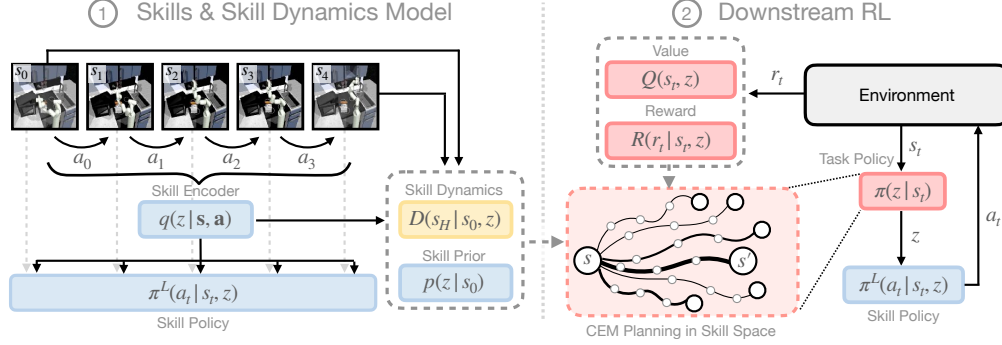 1 Skills & Skill Dynamics Model
s₀ s₁ s₂ s₃ s₄
a₀ a₁ a₂ a₃
Skill Encoder
q(z | s, a)
πᴸ(aₜ | sₜ, z)
Skill Policy
Skill Dynamics
D(s_H | s₀, z)
Skill Prior
p(z | s₀)
2 Downstream RL
Value
Q(sₜ, z)
Reward
R(rₜ | sₜ, z)
rₜ
Environment
sₜ
Task Policy
π(z | sₜ)
aₜ
z
s s′
πᴸ(aₜ | sₜ, z)
Skill Policy
CEM Planning in Skill Space